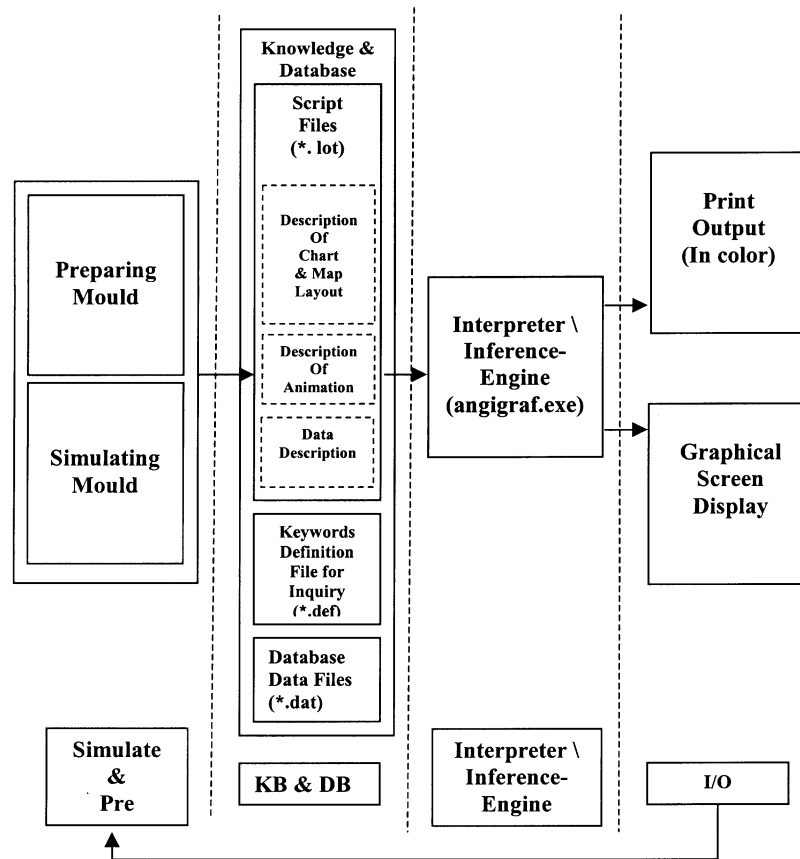 Preparing
Mould
Simulating
Mould
Knowledge &
Database
Script
Files
(*. lot)
Description
Of
Chart
& Map
Layout
Description
Of
Animation
Data
Description
Keywords
Definition
File for
Inquiry
(*.def)
Database
Data Files
(*.dat)
Interpreter \
Inference-
Engine
(angigraf.exe)
Print
Output
(In color)
Graphical
Screen
Display
Simulate
&
Pre
KB & DB
Interpreter \
Inference-
Engine
I/O